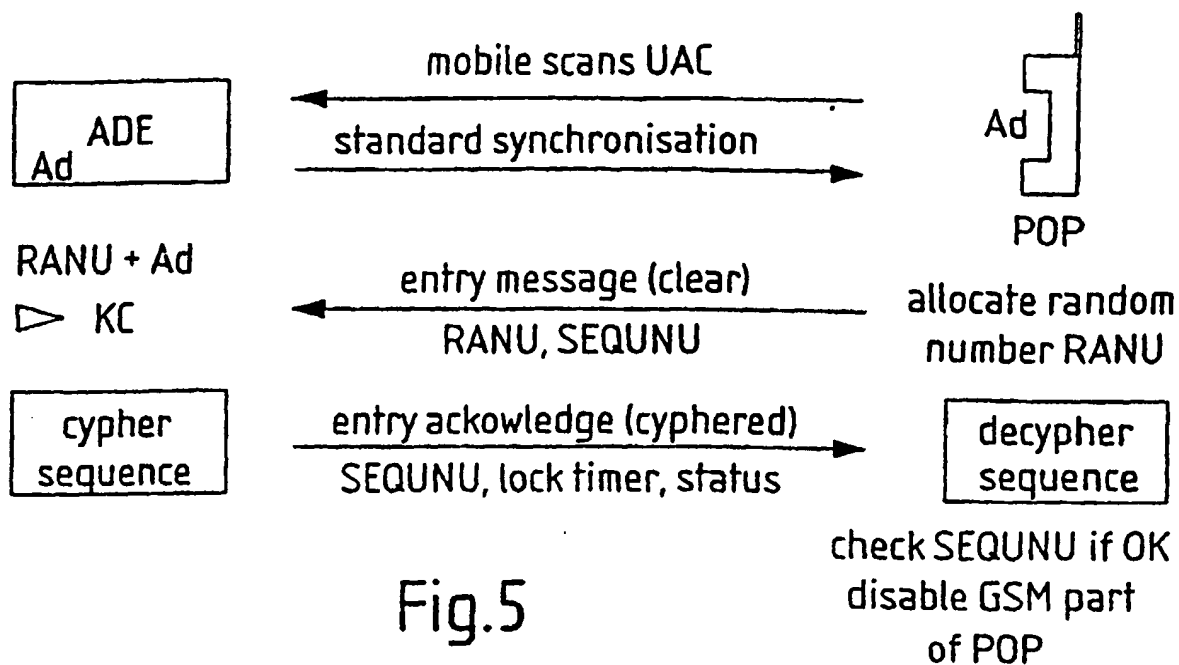 mobile scans UAC
ADE
Ad
standard synchronisation
Ad
POP
RANU + Ad
KC
entry message (clear)
RANU, SEQUNU
allocate random
number RANU
cypher
sequence
entry ackowledge (cyphered)
SEQUNU, lock timer, status
decypher
sequence
check SEQUNU if OK
disable GSM part
of POP
Fig.5